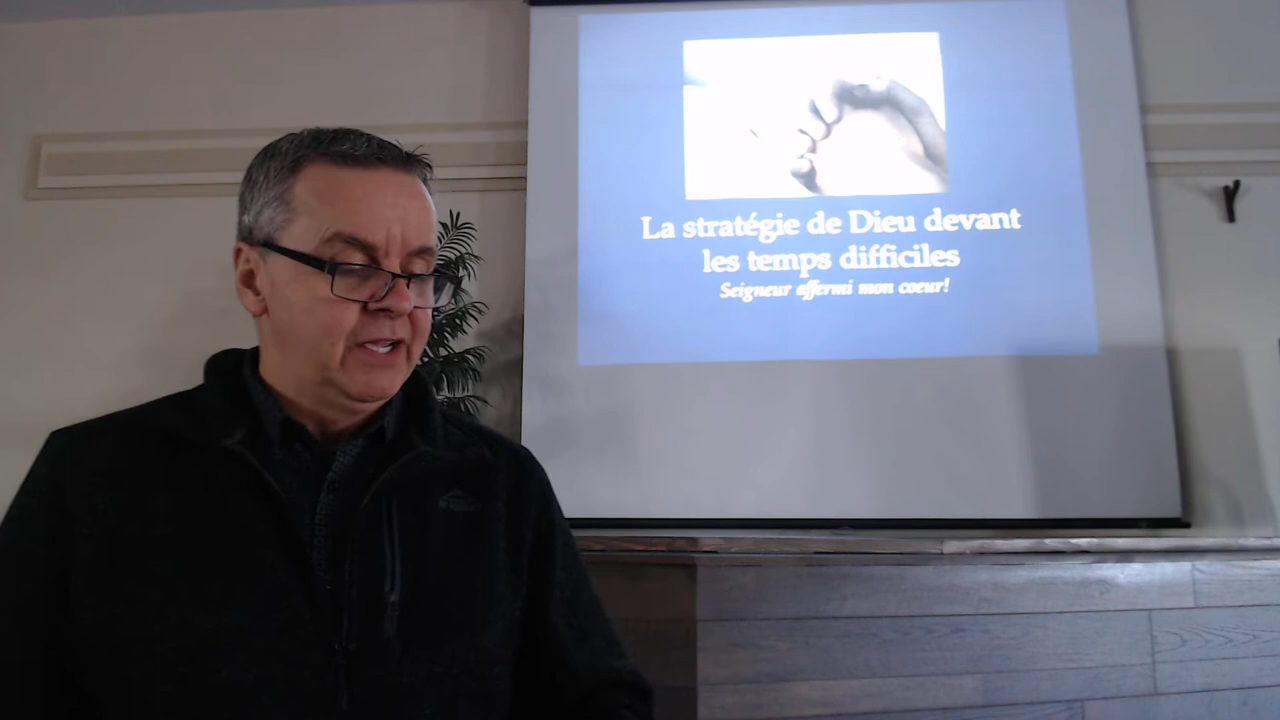 La stratégie de Dieu devant
les temps difficiles
Seigneur affermi mon coeur!